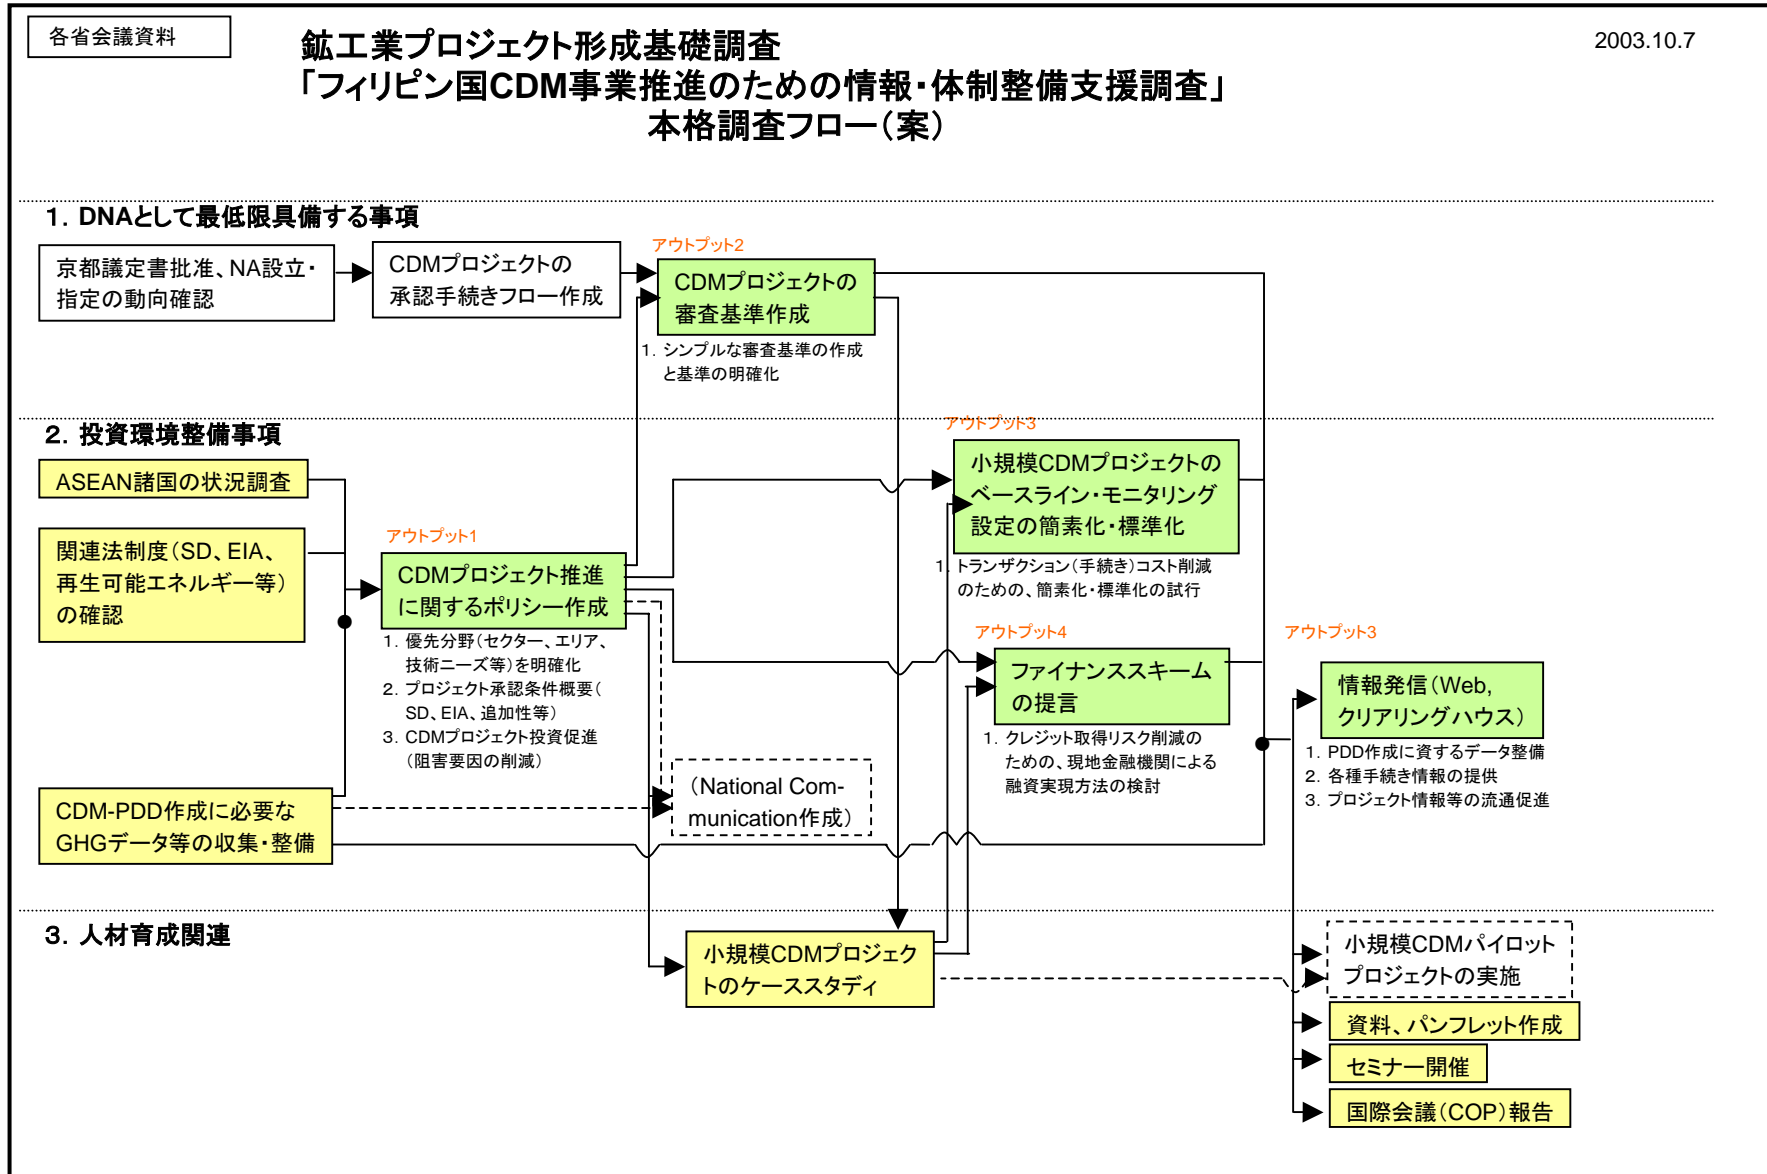 各省会議資料
2003.10.7
鉱工業プロジェクト形成基礎調査
「フィリピン国CDM事業推進のための情報・体制整備支援調査」
本格調査フロー(案)
1. DNAとして最低限具備する事項
京都議定書批准、NA設立・
指定の動向確認
CDMプロジェクトの
承認手続きフロー作成
アウトプット2
CDMプロジェクトの
審査基準作成
1. シンプルな審査基準の作成
と基準の明確化
2. 投資環境整備事項
ASEAN諸国の状況調査
関連法制度(SD、EIA、
再生可能エネルギー等)
の確認
アウトプット1
CDMプロジェクト推進
に関するポリシー作成
1. 優先分野(セクター、エリア、
技術ニーズ等)を明確化
2. プロジェクト承認条件概要(
SD、EIA、追加性等)
3. CDMプロジェクト投資促進
(阻害要因の削減)
CDM-PDD作成に必要な
GHGデータ等の収集・整備
(National Com-
munication作成)
アウトプット3
小規模CDMプロジェクトの
ベースライン・モニタリング
設定の簡素化・標準化
1. トランザクション(手続き)コスト削減
のための、簡素化・標準化の試行
アウトプット4
ファイナンススキーム
の提言
1. クレジット取得リスク削減の
ための、現地金融機関による
融資実現方法の検討
アウトプット3
情報発信(Web,
クリアリングハウス)
1. PDD作成に資するデータ整備
2. 各種手続き情報の提供
3. プロジェクト情報等の流通促進
3. 人材育成関連
小規模CDMプロジェク
トのケーススタディ
小規模CDMパイロット
プロジェクトの実施
資料、パンフレット作成
セミナー開催
国際会議(COP)報告